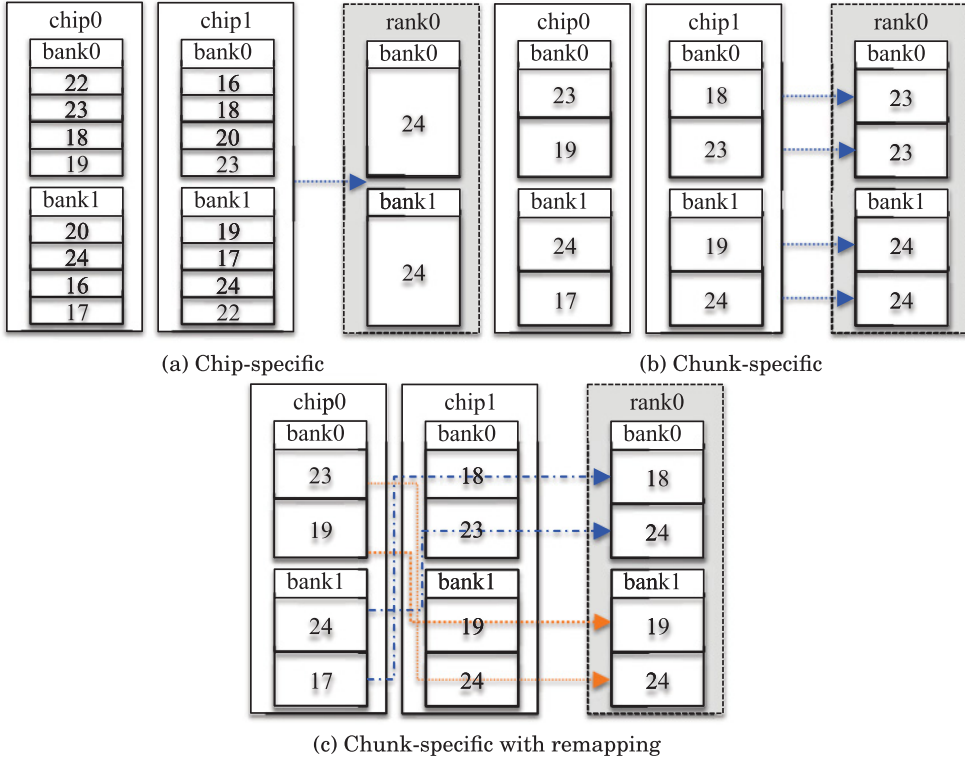 chip0
bank0
22
23
18
19
bank1
20
24
16
17
chip1
bank0
16
18
20
23
bank1
19
17
24
22
rank0
bank0
24
bank1
24
(a) Chip-specific
chip0
bank0
23
19
bank1
24
17
chip1
bank0
18
23
bank1
19
24
rank0
bank0
23
23
bank1
24
24
(b) Chunk-specific
chip0
bank0
23
19
bank1
24
17
chip1
bank0
18
23
bank1
19
24
rank0
bank0
18
24
bank1
19
24
(c) Chunk-specific with remapping